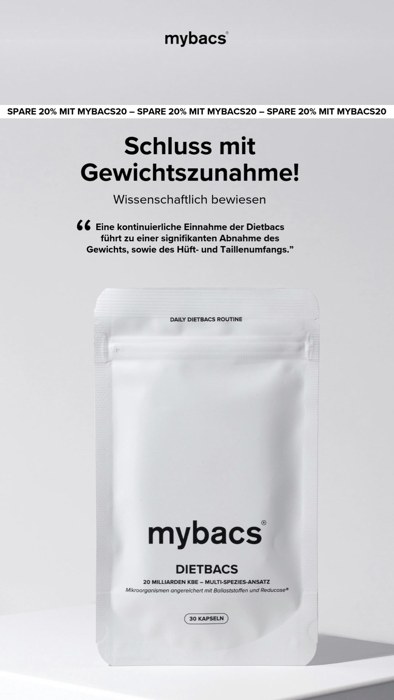 mybacs®
SPARE 20% MIT MYBACS20 – SPARE 20% MIT MYBACS20 – SPARE 20% MIT MYBACS20
Schluss mit
Gewichtszunahme!
Wissenschaftlich bewiesen
“ Eine kontinuierliche Einnahme der Dietbacs
führt zu einer signifikanten Abnahme des
Gewichts, sowie des Hüft- und Taillenumfangs.”
DAILY DIETBACS ROUTINE
mybacs®
DIETBACS
20 MILLIARDEN KBE – MULTI-SPEZIES-ANSATZ
Mikroorganismen angereichert mit Ballaststoffen und Reducose®
30 KAPSELN